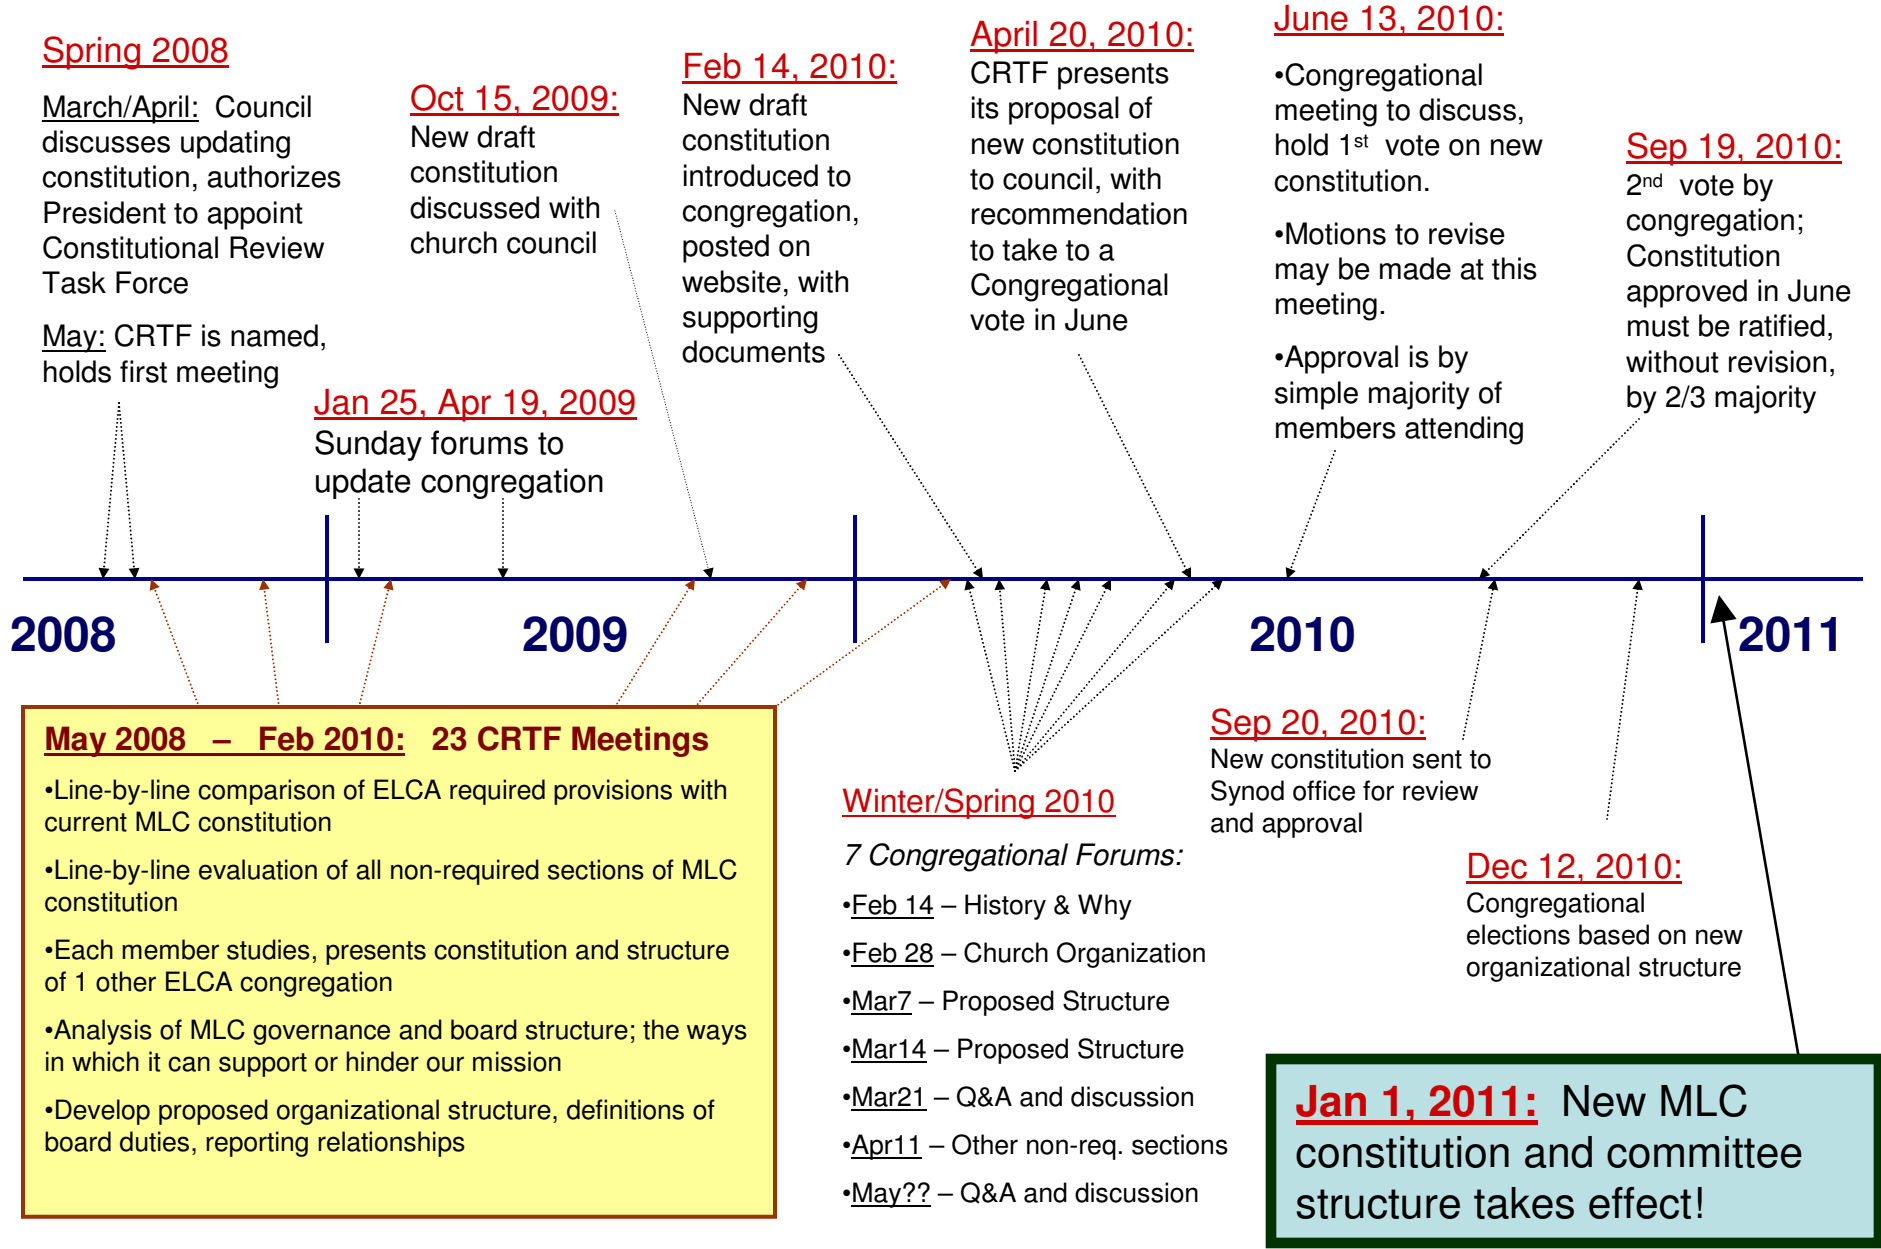 Spring 2008
March/April: Council
discusses updating
constitution, authorizes
President to appoint
Constitutional Review
Task Force
May: CRTF is named,
holds first meeting
Oct 15, 2009:
New draft
constitution
discussed with
church council
Jan 25, Apr 19, 2009
Sunday forums to
update congregation
Feb 14, 2010:
New draft
constitution
introduced to
congregation,
posted on
website, with
supporting
documents
April 20, 2010:
CRTF presents
its proposal of
new constitution
to council, with
recommendation
to take to a
Congregational
vote in June
June 13, 2010:
•Congregational
meeting to discuss,
hold 1st vote on new
constitution.
•Motions to revise
may be made at this
meeting.
•Approval is by
simple majority of
members attending
Sep 19, 2010:
2nd vote by
congregation;
Constitution
approved in June
must be ratified,
without revision,
by 2/3 majority
2008
2009
2010
2011
May 2008 – Feb 2010: 23 CRTF Meetings
•Line-by-line comparison of ELCA required provisions with
current MLC constitution
•Line-by-line evaluation of all non-required sections of MLC
constitution
•Each member studies, presents constitution and structure
of 1 other ELCA congregation
•Analysis of MLC governance and board structure; the ways
in which it can support or hinder our mission
•Develop proposed organizational structure, definitions of
board duties, reporting relationships
Winter/Spring 2010
7 Congregational Forums:
•Feb 14 – History & Why
•Feb 28 – Church Organization
•Mar7 – Proposed Structure
•Mar14 – Proposed Structure
•Mar21 – Q&A and discussion
•Apr11 – Other non-req. sections
•May?? – Q&A and discussion
Sep 20, 2010:
New constitution sent to
Synod office for review
and approval
Dec 12, 2010:
Congregational
elections based on new
organizational structure
Jan 1, 2011: New MLC
constitution and committee
structure takes effect!